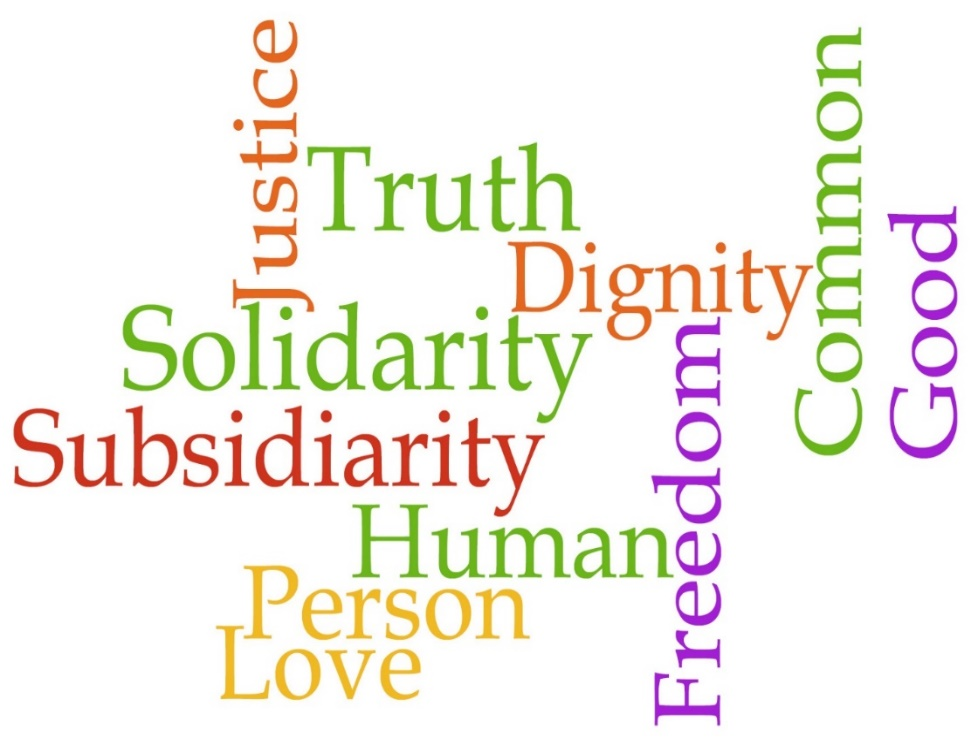 Justice
Truth
Dignity
Common
Good
Solidarity
Subsidiarity
Freedom
Human
Person
Love